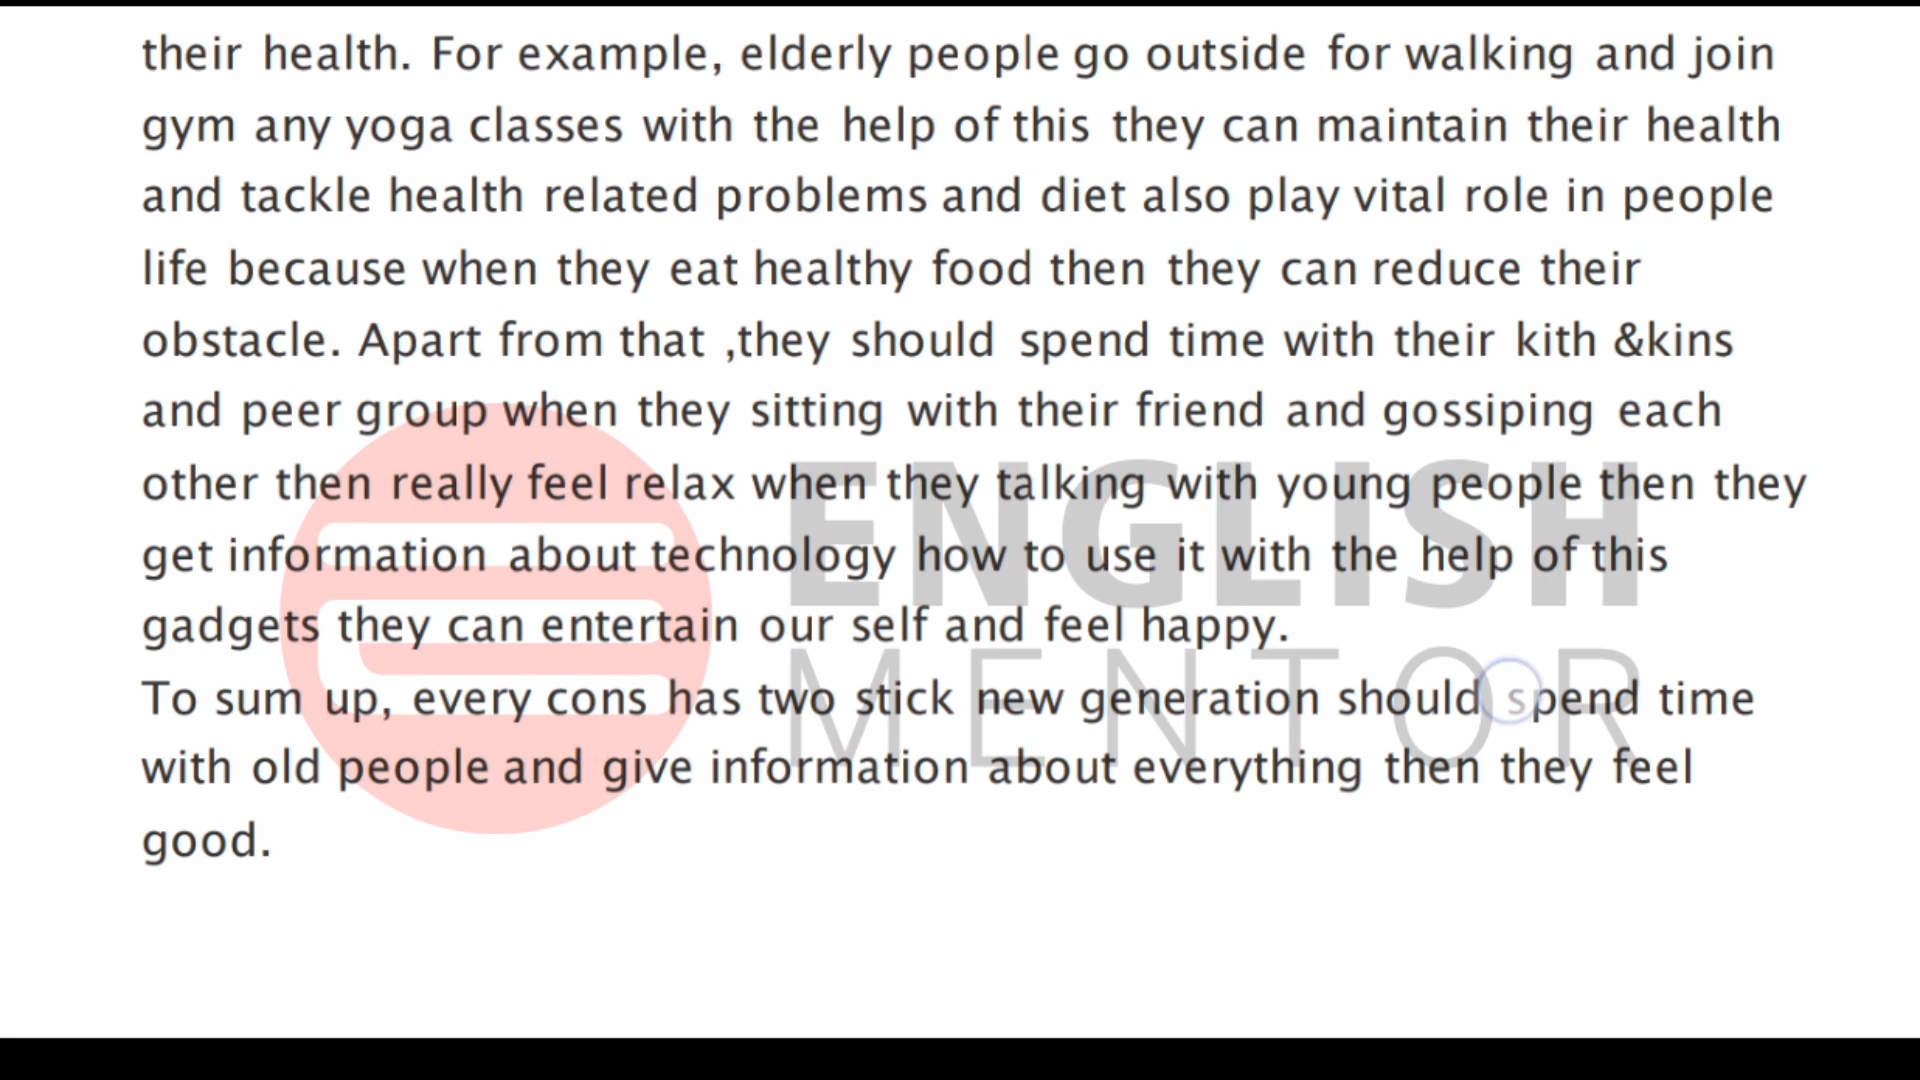 their health. For example, elderly people go outside for walking and join
gym any yoga classes with the help of this they can maintain their health
and tackle health related problems and diet also play vital role in people
life because when they eat healthy food then they can reduce their
obstacle. Apart from that ,they should spend time with their kith &kins
and peer group when they sitting with their friend and gossiping each
other then really feel relax when they talking with young people then they
get information about technology how to use it with the help of this
gadgets they can entertain our self and feel happy.
To sum up, every cons has two stick new generation should spend time
with old people and give information about everything then they feel
good.
ENGLISH
MENTOR